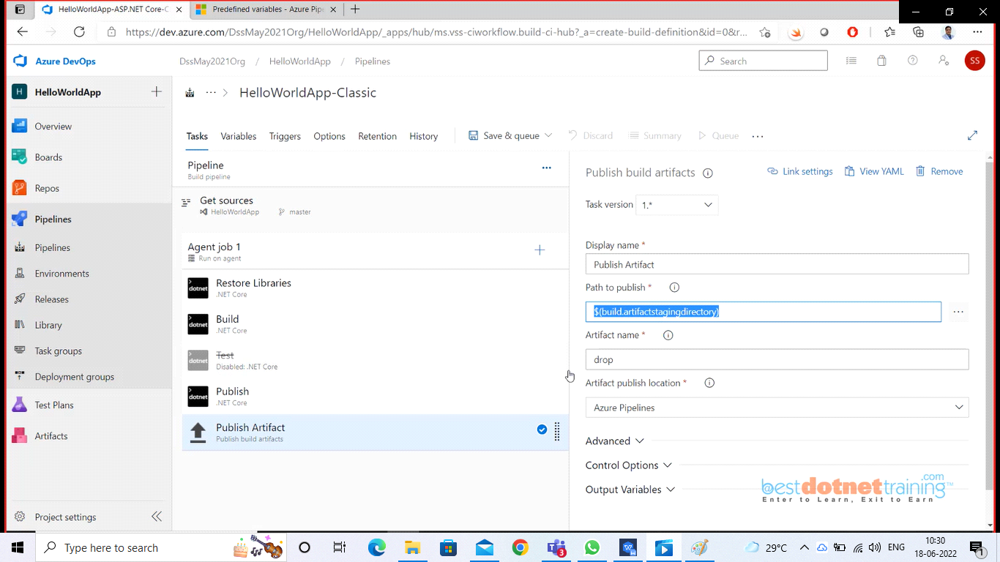 HelloWorldApp-ASP.NET Core-C
Predefined variables - Azure Pipe
https://dev.azure.com/DssMay2021Org/HelloWorldApp/_apps/hub/ms.vss-ciworkflow.build-ci-hub?_a=create-build-definition&id=0&r...
Azure DevOps
DssMay2021Org / HelloWorldApp / Pipelines
Search
SS
H HelloWorldApp
Overview
Boards
Repos
Pipelines
Pipelines
Environments
Releases
Library
Task groups
Deployment groups
Test Plans
Artifacts
Project settings
... > HelloWorldApp-Classic
Tasks Variables Triggers Options Retention History Save & queue Discard Summary Queue ...
Pipeline
Build pipeline
Get sources
HelloWorldApp master
Agent job 1
Run on agent
dotnet Restore Libraries
.NET Core
dotnet Build
.NET Core
dotnet Test
Disabled: .NET Core
dotnet Publish
.NET Core
Publish Artifact
Publish build artifacts
Publish build artifacts
Link settings View YAML Remove
Task version 1.*
Display name *
Publish Artifact
Path to publish *
$(build.artifactstagingdirectory)
Artifact name *
drop
Artifact publish location *
Azure Pipelines
Advanced
Control Options
Output Variables
@bestdotnettraining.com™
Enter to Learn, Exit to Earn
Type here to search
3
29°C
ENG
10:30
18-06-2022
1